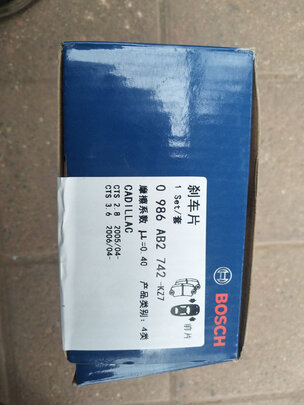 刹车片
1 Set/套
0 986 AB2 742-KZ7
摩擦系数 μ=0.40 产品类别: 4类
CADILLAC
CTS 2.8 2005/04-
CTS 3.6 2006/04-
前片
BOSCH